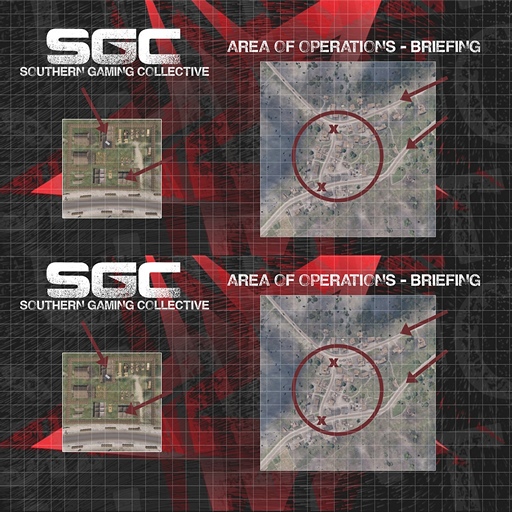 SGC
SOUTHERN GAMING COLLECTIVE
AREA OF OPERATIONS - BRIEFING
X
X
SGC
SOUTHERN GAMING COLLECTIVE
AREA OF OPERATIONS - BRIEFING
X
X